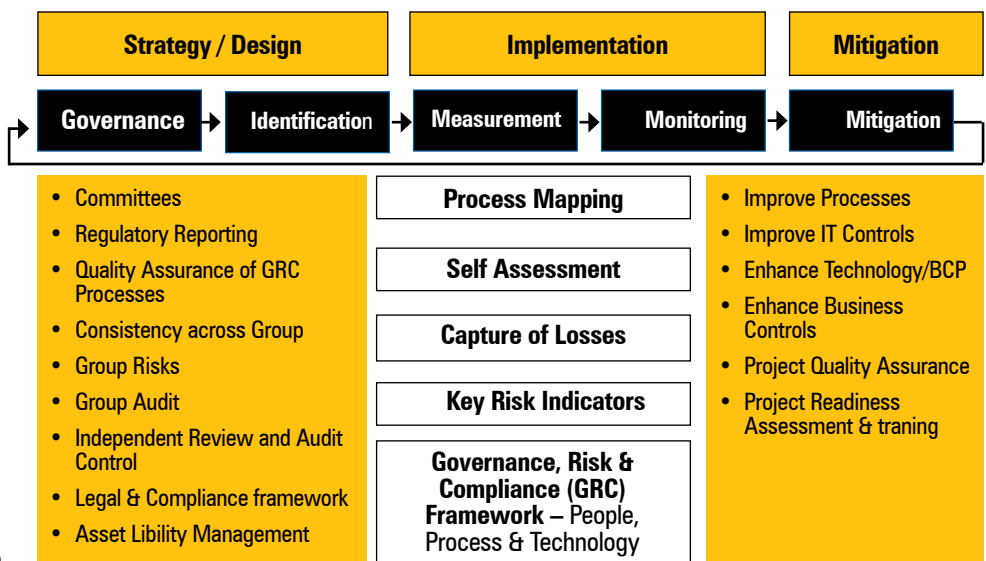 Strategy / Design
Implementation
Mitigation
Governance
Identification
Measurement
Monitoring
Mitigation
• Committees
• Regulatory Reporting
• Quality Assurance of GRC
Processes
• Consistency across Group
• Group Risks
• Group Audit
• Independent Review and Audit
Control
• Legal & Compliance framework
• Asset Libility Management
Process Mapping
Self Assessment
Capture of Losses
Key Risk Indicators
Governance, Risk &
Compliance (GRC)
Framework – People,
Process & Technology
• Improve Processes
• Improve IT Controls
• Enhance Technology/BCP
• Enhance Business
Controls
• Project Quality Assurance
• Project Readiness
Assessment & traning